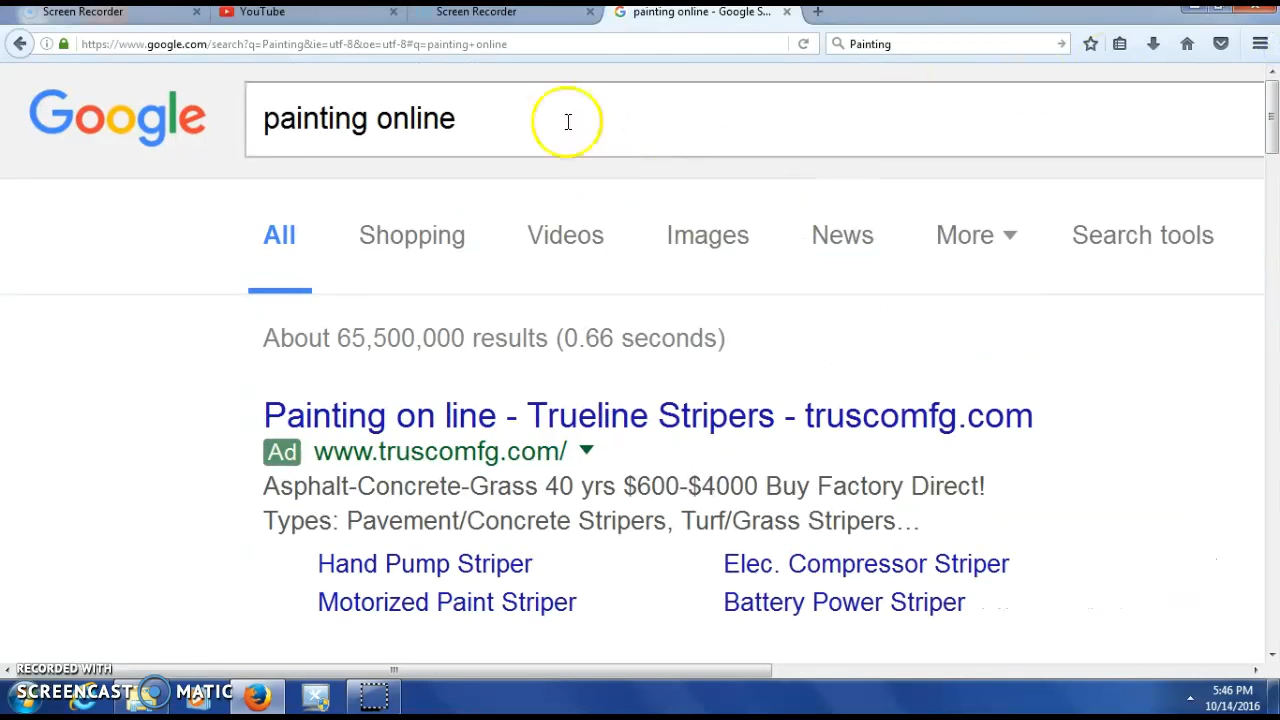 Screen Recorder
YouTube
Screen Recorder
painting online - Google S...
https://www.google.com/search?q=Painting&ie=utf-8&oe=utf-8#q=painting+online
Painting
Google
painting online
All
Shopping
Videos
Images
News
More
Search tools
About 65,500,000 results (0.66 seconds)
Painting on line - Trueline Stripers - truscomfg.com
Ad www.truscomfg.com/
Asphalt-Concrete-Grass 40 yrs $600-$4000 Buy Factory Direct!
Types: Pavement/Concrete Stripers, Turf/Grass Stripers…
Hand Pump Striper
Elec. Compressor Striper
Motorized Paint Striper
Battery Power Striper
RECORDED WITH
SCREENCAST MATIC
5:46 PM
10/14/2016